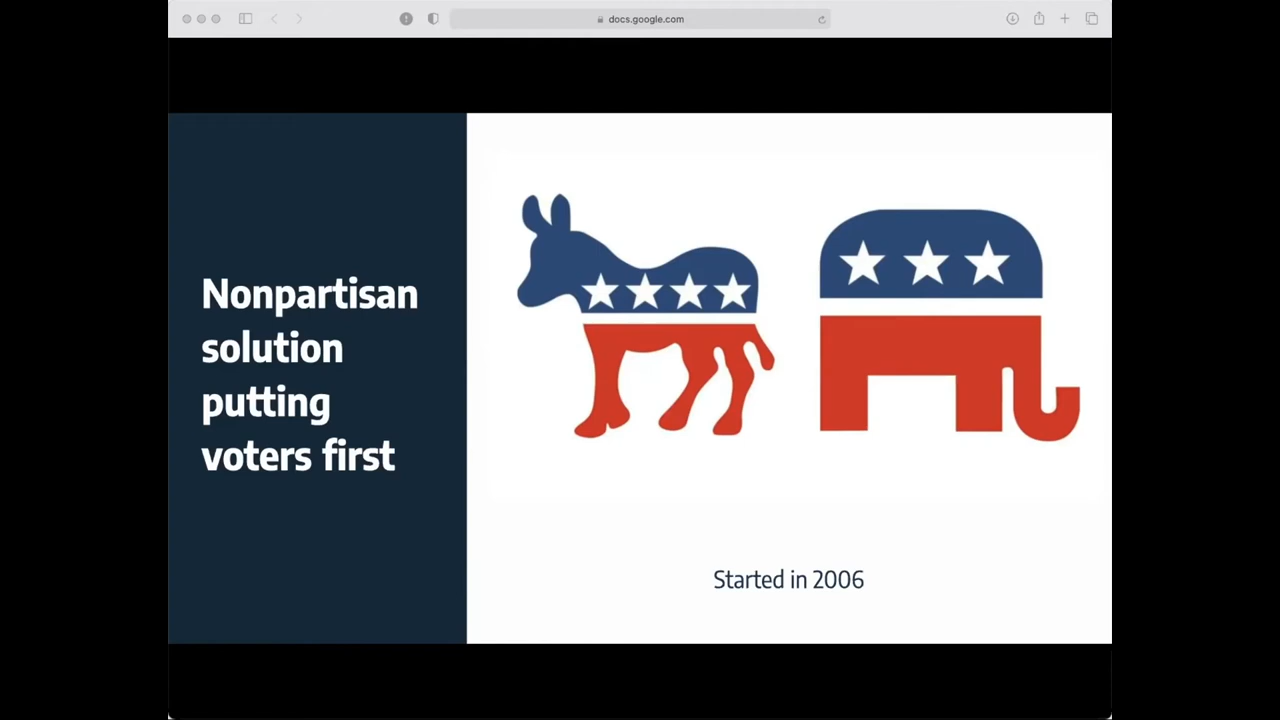 docs.google.com
Nonpartisan
solution
putting
voters first
Started in 2006